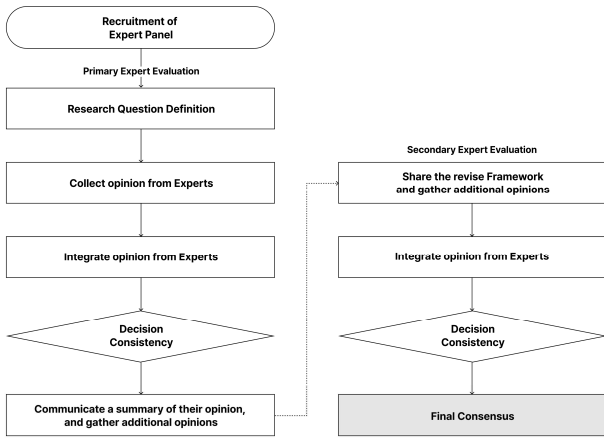 Recruitment of
Expert Panel
Primary Expert Evaluation
Research Question Definition
Collect opinion from Experts
Integrate opinion from Experts
Decision
Consistency
Communicate a summary of their opinion,
and gather additional opinions
Secondary Expert Evaluation
Share the revise Framework
and gather additional opinions
Integrate opinion from Experts
Decision
Consistency
Final Consensus